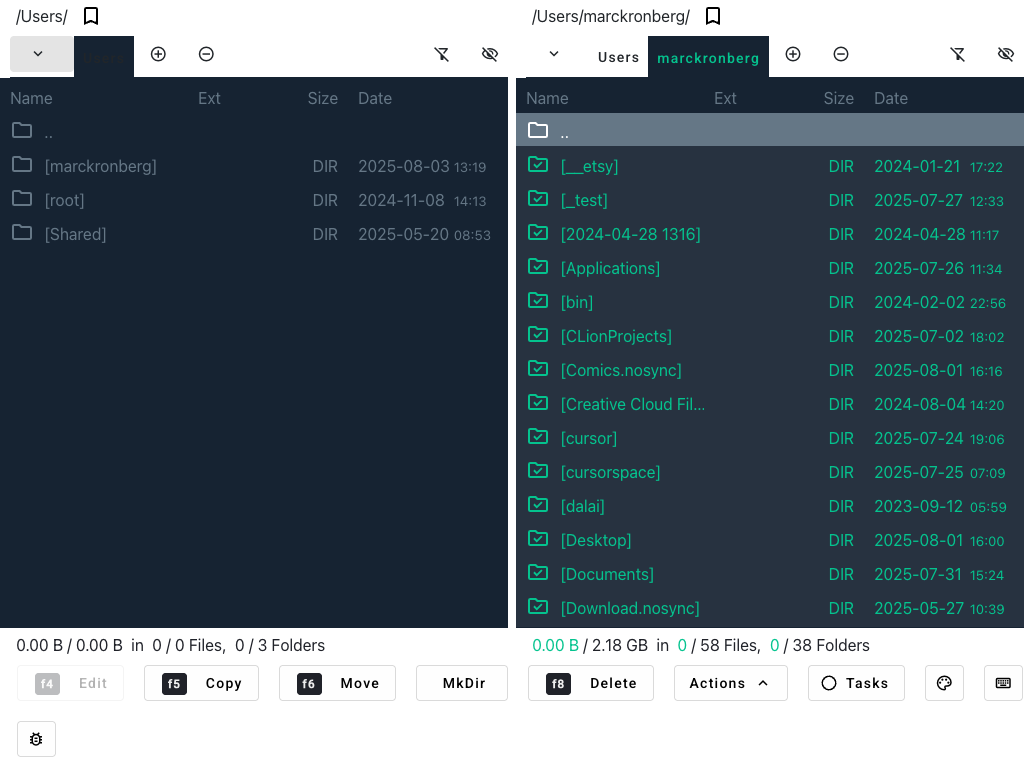 /Users/
Users
Name Ext Size Date
..
[marckronberg] DIR 2025-08-03 13:19
[root] DIR 2024-11-08 14:13
[Shared] DIR 2025-05-20 08:53
0.00 B / 0.00 B in 0 / 0 Files, 0 / 3 Folders
/Users/marckronberg/
Users marckronberg
Name Ext Size Date
..
[__etsy] DIR 2024-01-21 17:22
[_test] DIR 2025-07-27 12:33
[2024-04-28 1316] DIR 2024-04-28 11:17
[Applications] DIR 2025-07-26 11:34
[bin] DIR 2024-02-02 22:56
[CLionProjects] DIR 2025-07-02 18:02
[Comics.nosync] DIR 2025-08-01 16:16
[Creative Cloud Fil... DIR 2024-08-04 14:20
[cursor] DIR 2025-07-24 19:06
[cursorspace] DIR 2025-07-25 07:09
[dalai] DIR 2023-09-12 05:59
[Desktop] DIR 2025-08-01 16:00
[Documents] DIR 2025-07-31 15:24
[Download.nosync] DIR 2025-05-27 10:39
0.00 B / 2.18 GB in 0 / 58 Files, 0 / 38 Folders
f4 Edit f5 Copy f6 Move MkDir f8 Delete Actions Tasks